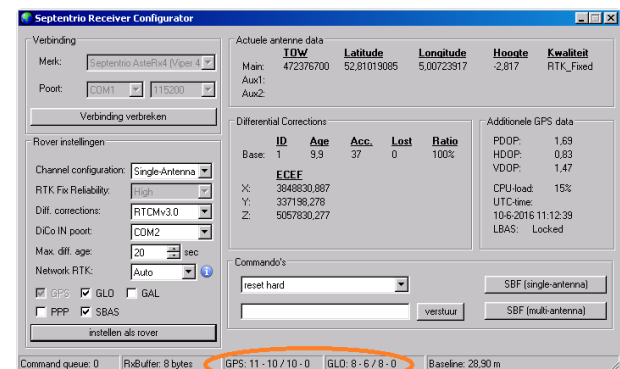 Septentrio Receiver Configurator
Verbinding
Merk: Septentrio AsteRx4 (Viper 4
Poort: COM1 115200
Verbinding verbreken
Rover instellingen
Channel configuration: Single-Antenna
RTK Fix Reliability: High
Diff. corrections: RTCMv3.0
DiCo IN poort: COM2
Max. diff. age: 20 sec
Network RTK: Auto
GPS GLO GAL
PPP SBAS
instellen als rover
Actuele antenne data
TOW Latitude Longitude Hoogte Kwaliteit
Main: 472376700 52,81019085 5,00723917 -2,817 RTK_Fixed
Aux1:
Aux2:
Differential Corrections
ID Age Acc. Lost Ratio
Base: 1 9,9 37 0 100%
ECEF
X: 3848830,887
Y: 337198,278
Z: 5057830,277
Additionele GPS data
PDOP: 1,69
HDOP: 0,83
VDOP: 1,47
CPU-load: 15%
UTC-time:
10-6-2016 11:12:39
LBAS: Locked
Commando's
reset hard
verstuur
SBF (single-antenna)
SBF (multi-antenna)
Command queue: 0 RxBuffer: 8 bytes GPS: 11 - 10 / 10 - 0 GLO: 8 - 6 / 8 - 0 Baseline: 28,90 m